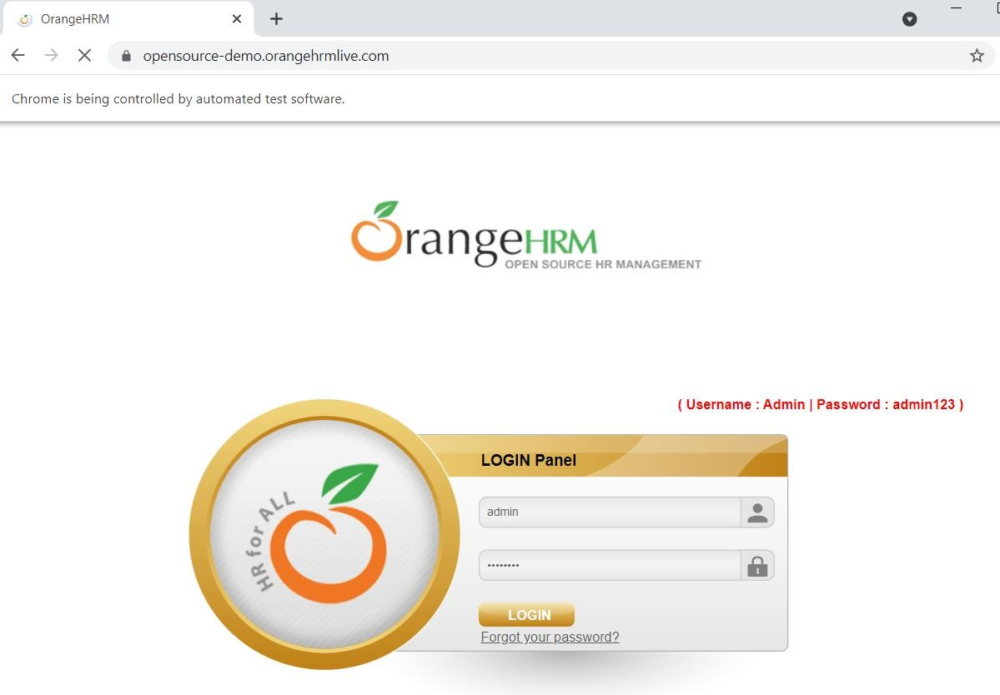 OrangeHRM
opensource-demo.orangehrmlive.com
Chrome is being controlled by automated test software.
OrangeHRM
OPEN SOURCE HR MANAGEMENT
( Username : Admin | Password : admin123 )
LOGIN Panel
HR for ALL
admin
••••••••
LOGIN
Forgot your password?